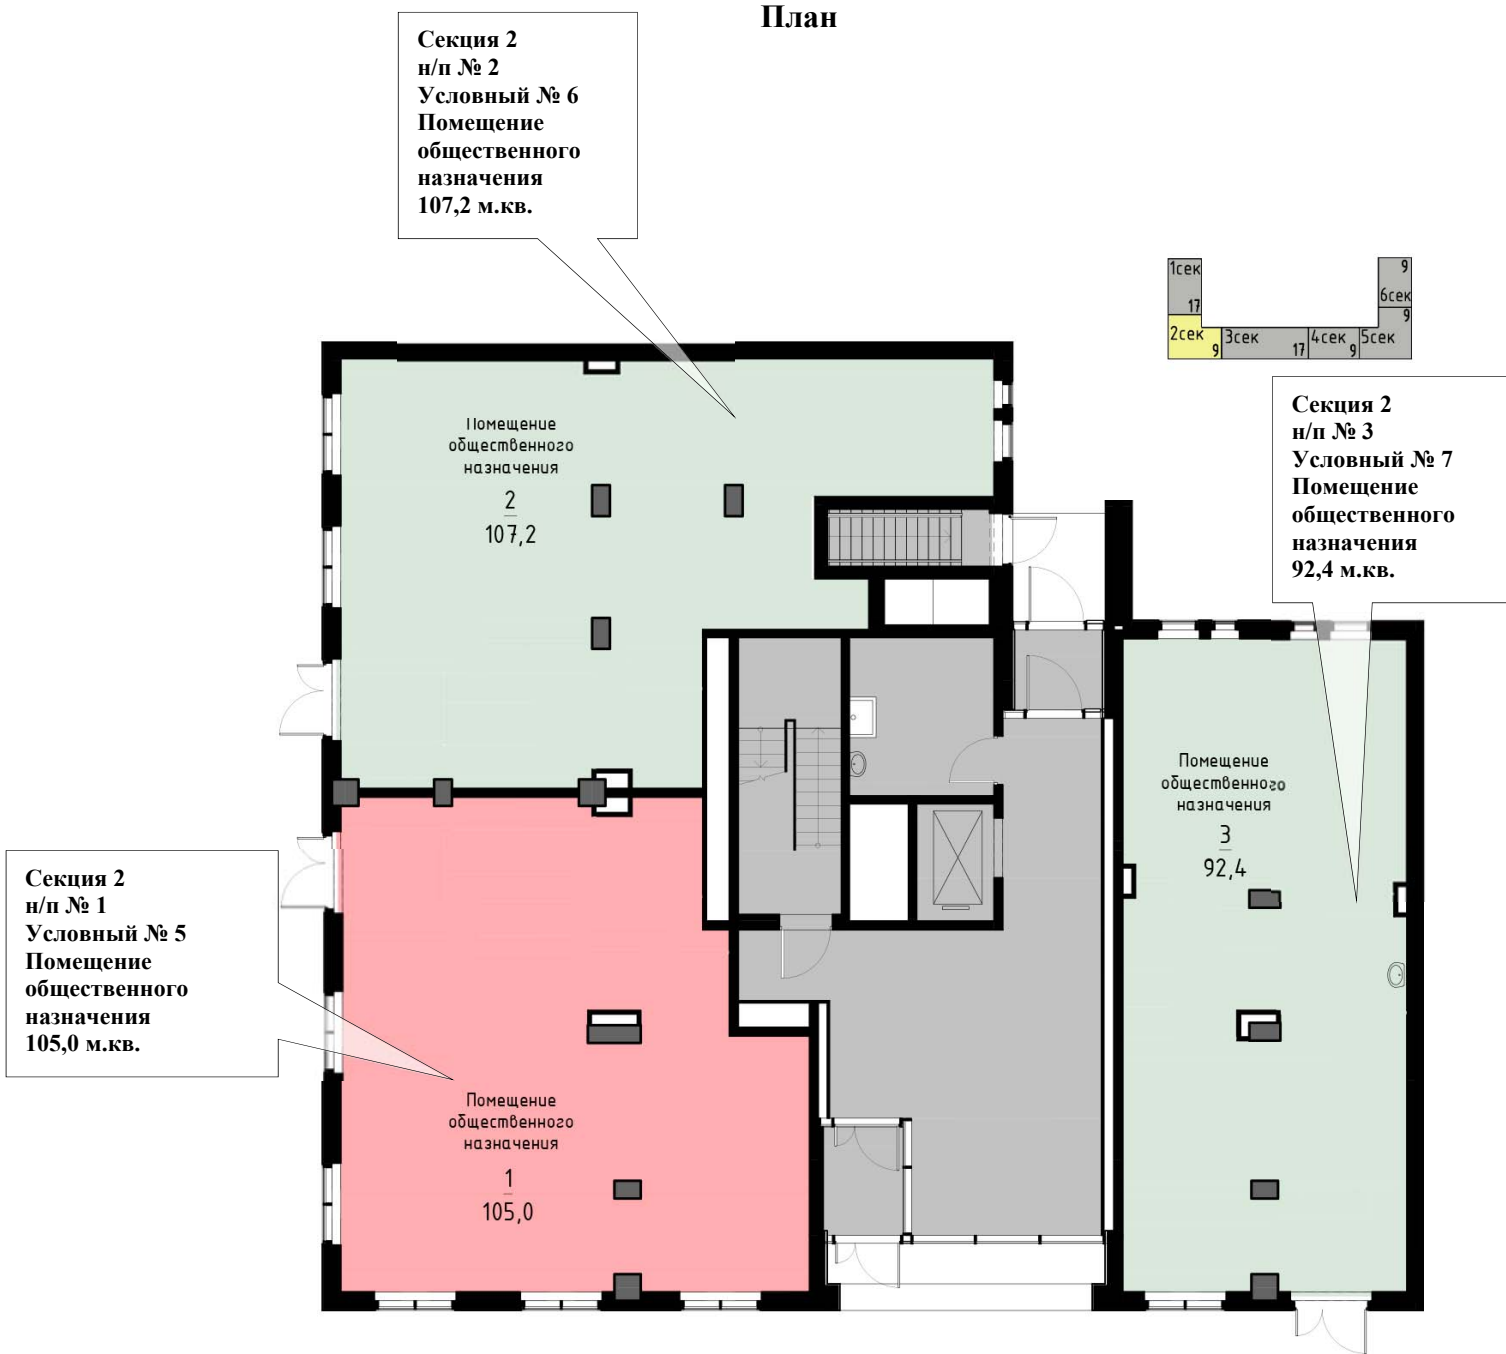 План
Секция 2
н/п № 2
Условный № 6
Помещение
общественного
назначения
107,2 м.кв.
1сек
17
2сек
9
3сек
17
4сек
9
5сек
9
6сек
9
Секция 2
н/п № 3
Условный № 7
Помещение
общественного
назначения
92,4 м.кв.
Помещение
общественного
назначения
2
107,2
Помещение
общественного
назначения
3
92,4
Секция 2
н/п № 1
Условный № 5
Помещение
общественного
назначения
105,0 м.кв.
Помещение
общественного
назначения
1
105,0